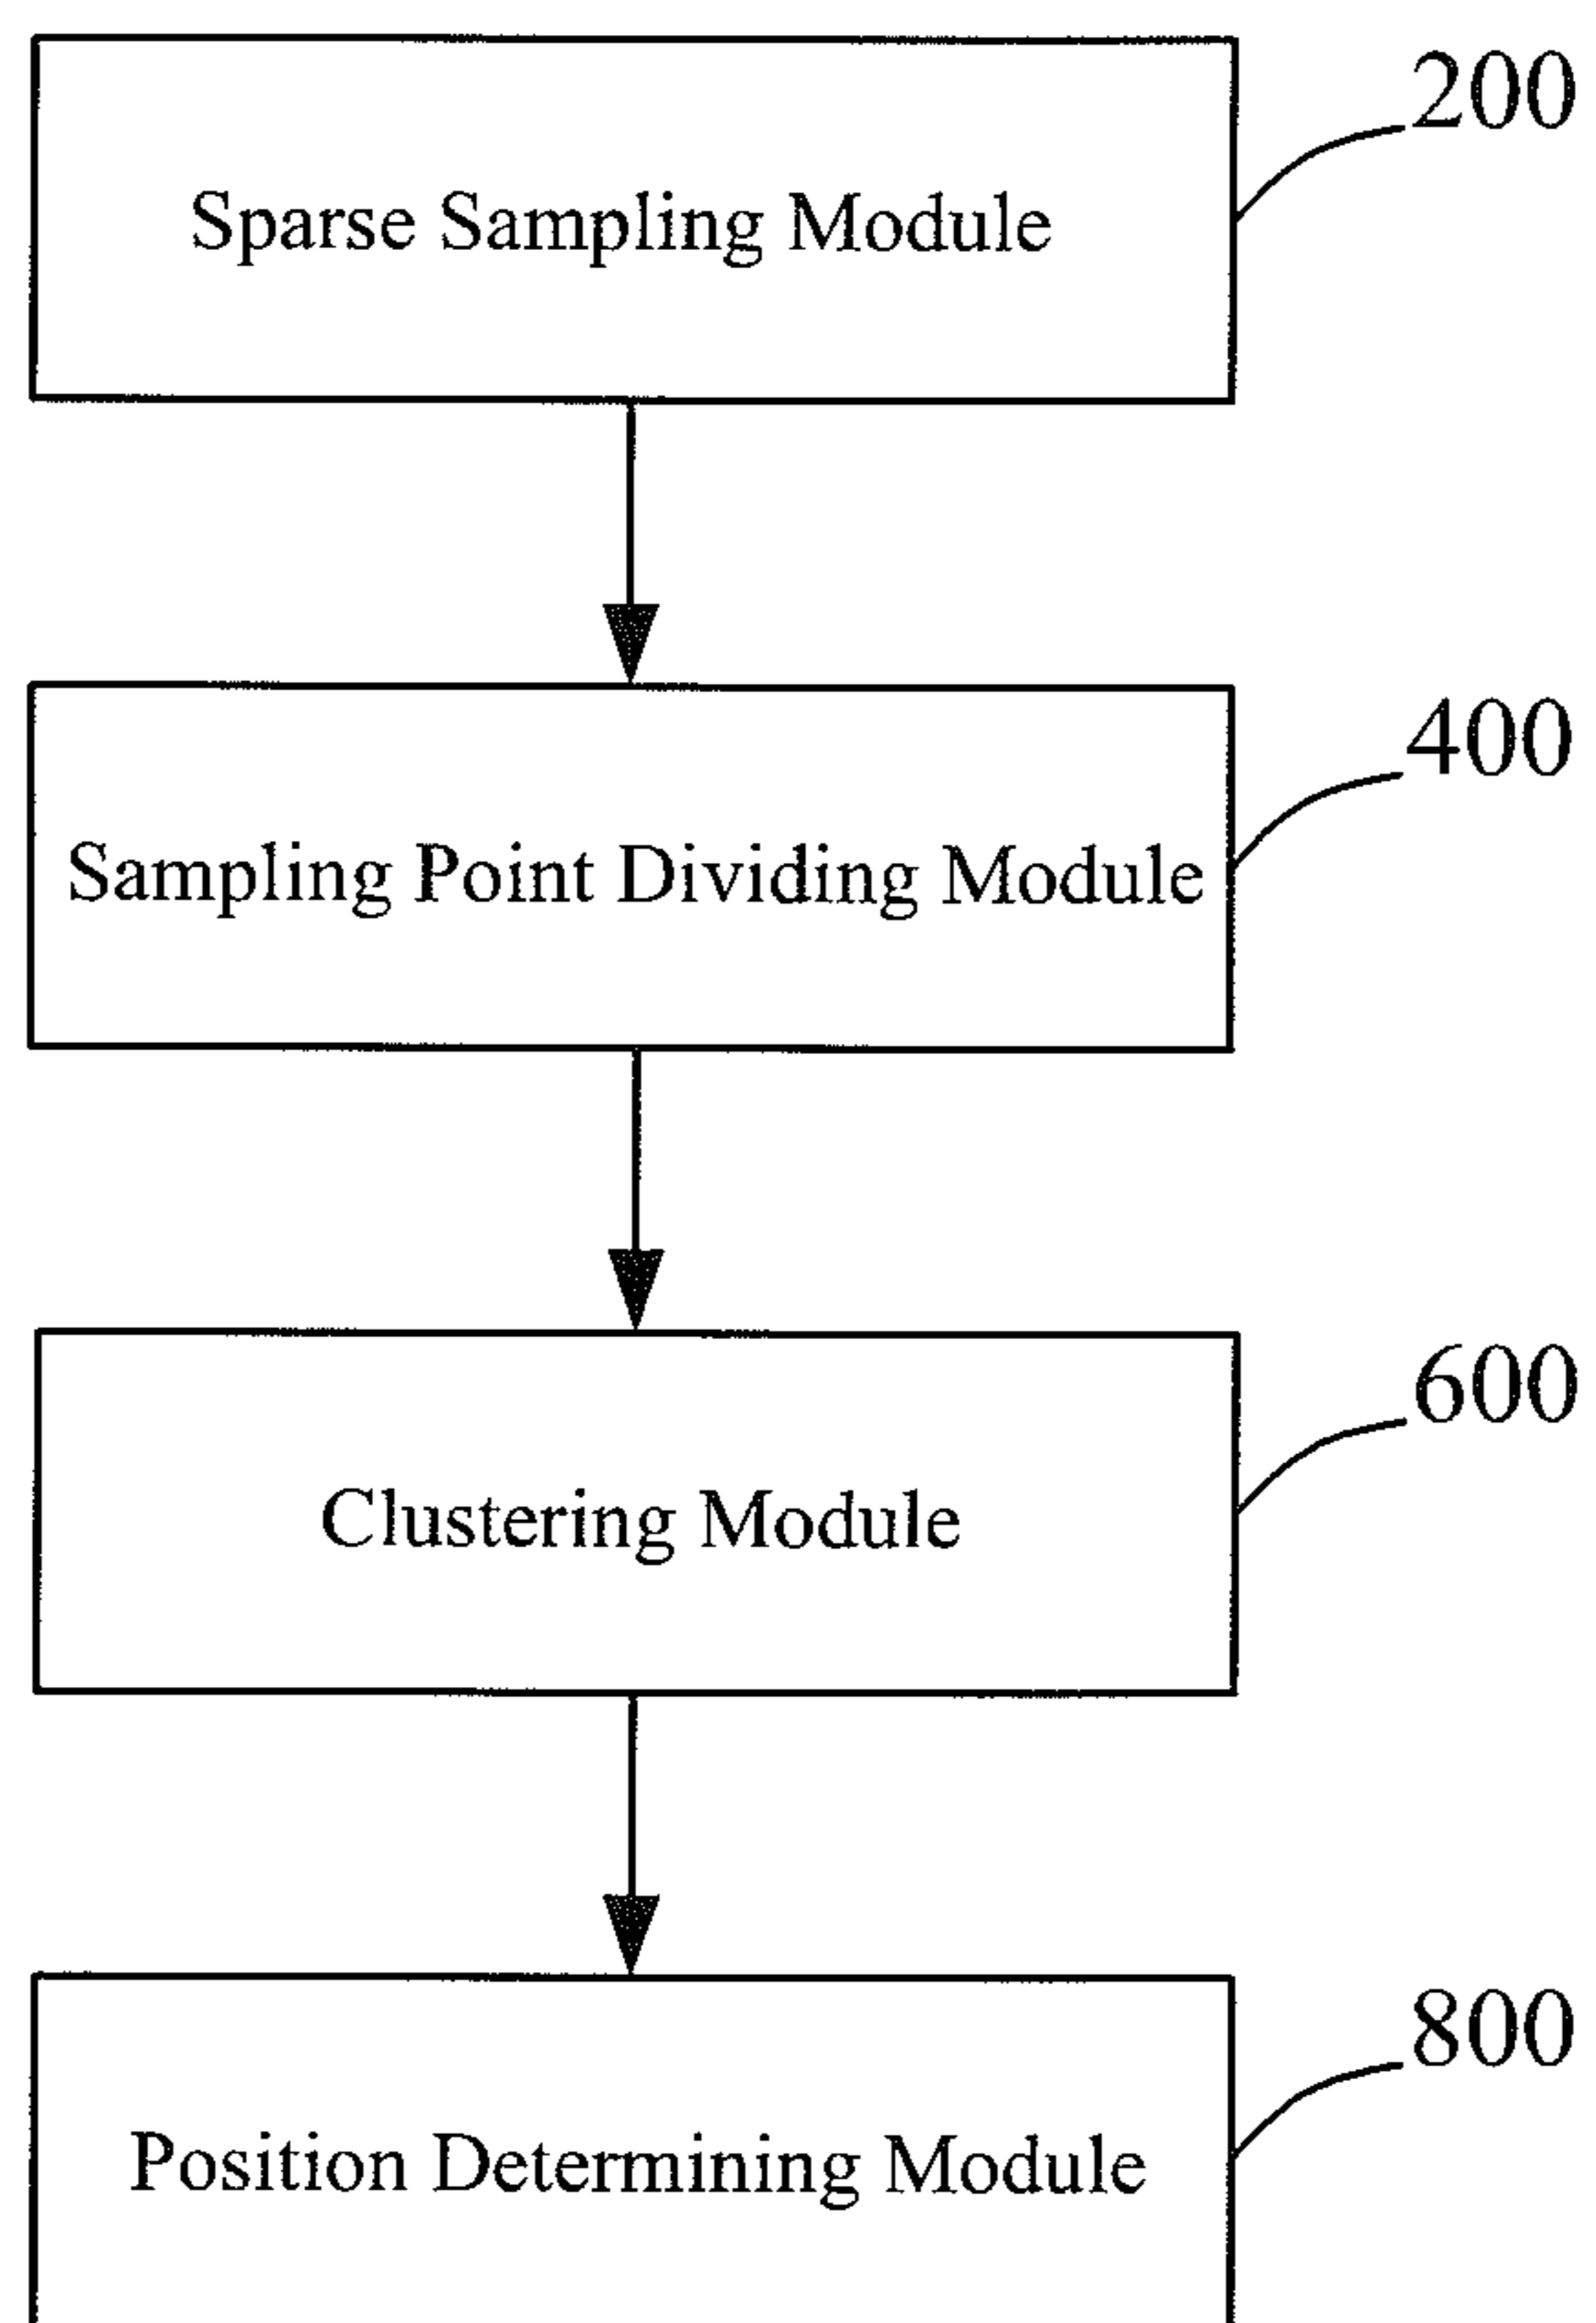 200
Sparse Sampling Module
400
Sampling Point Dividing Module
600
Clustering Module
800
Position Determining Module